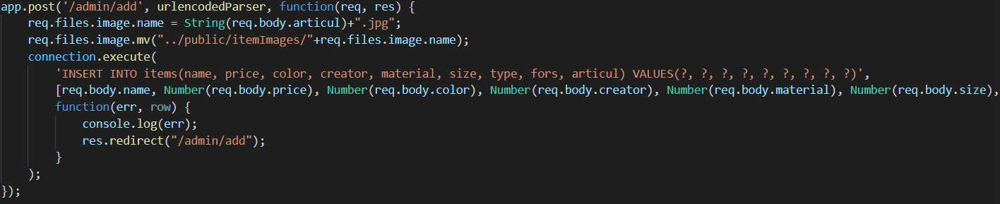 app.post('/admin/add', urlencodedParser, function(req, res) {
    req.files.image.name = String(req.body.articul)+".jpg";
    req.files.image.mv("../public/itemImages/"+req.files.image.name);
    connection.execute(
        'INSERT INTO items(name, price, color, creator, material, size, type, fors, articul) VALUES(?, ?, ?, ?, ?, ?, ?, ?, ?)',
        [req.body.name, Number(req.body.price), Number(req.body.color), Number(req.body.creator), Number(req.body.material), Number(req.body.size),
        function(err, row) {
            console.log(err);
            res.redirect("/admin/add");
        }
    );
});